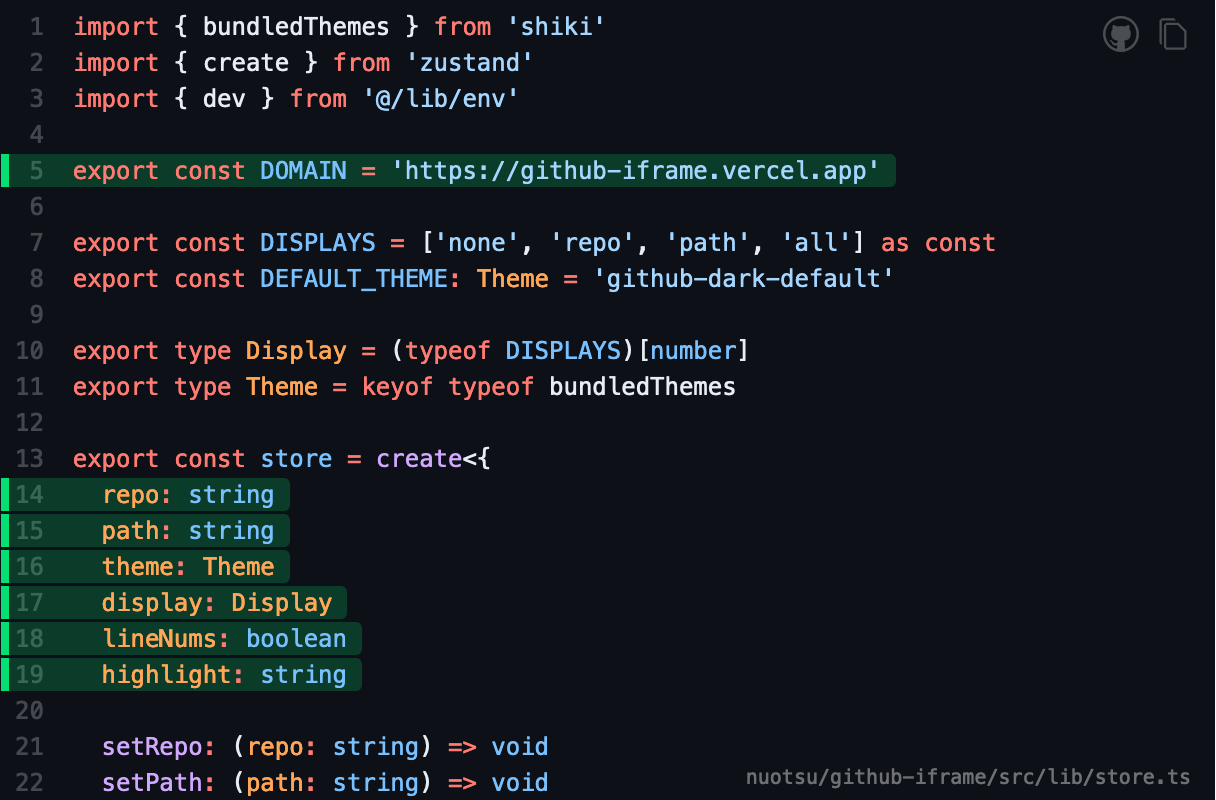 1 import { bundledThemes } from 'shiki'
2 import { create } from 'zustand'
3 import { dev } from '@/lib/env'
4
5 export const DOMAIN = 'https://github-iframe.vercel.app'
6
7 export const DISPLAYS = ['none', 'repo', 'path', 'all'] as const
8 export const DEFAULT_THEME: Theme = 'github-dark-default'
9
10 export type Display = (typeof DISPLAYS)[number]
11 export type Theme = keyof typeof bundledThemes
12
13 export const store = create<{
14   repo: string
15   path: string
16   theme: Theme
17   display: Display
18   lineNums: boolean
19   highlight: string
20
21   setRepo: (repo: string) => void
22   setPath: (path: string) => void
nuotsu/github-iframe/src/lib/store.ts